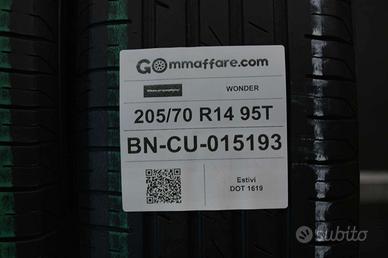 GOmmaffare.com
WONDER
205/70 R14 95T
BN-CU-015193
Estivi
DOT 1619
subito